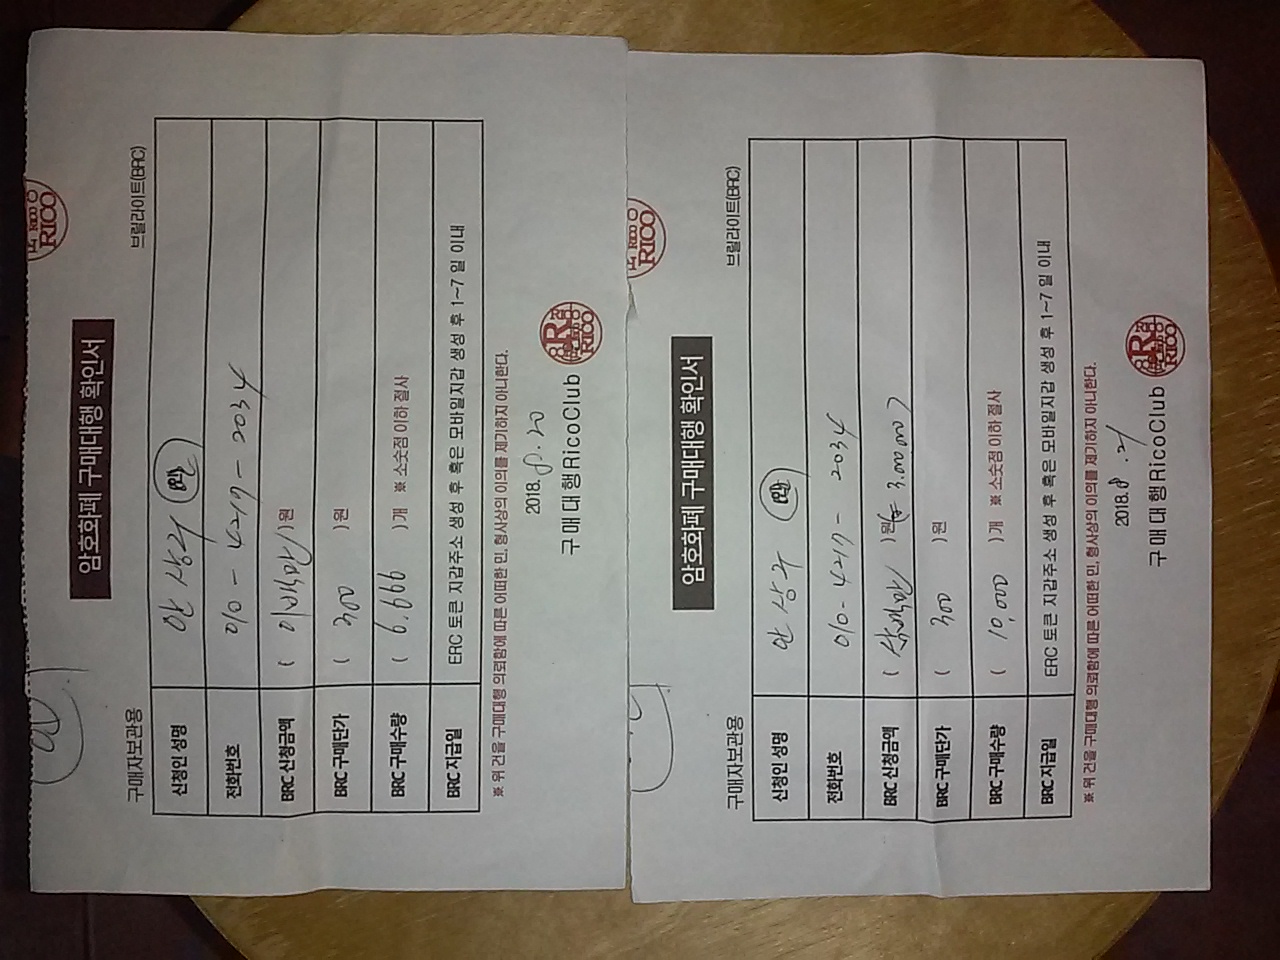 암호화폐 구매대행 확인서
구매자보관용 브릴라이트(BRC)
신청인 성명 안상수
전화번호 010-4217-2034
BRC 신청금액 (이백만)원
BRC 구매단가 ( 300 )원
BRC 구매수량 ( 6,666 )개 ※ 소숫점 이하 절사
BRC 지급일 ERC 토큰 지갑주소 생성 후 혹은 모바일지갑 생성 후 1~7 일 이내
※ 위 건을 구매대행 의뢰함에 따른 어떠한 민, 형사상의 이의를 제기하지 아니한다.
2018. 8. 20
구 매 대 행 RicoClub
RICO
RICO
암호화폐 구매대행 확인서
구매자보관용 브릴라이트(BRC)
신청인 성명 안상수
전화번호 010-4217-2034
BRC 신청금액 ( 삼백만 )원 3,000,000
BRC 구매단가 ( 300 )원
BRC 구매수량 ( 10,000 )개 ※ 소숫점 이하 절사
BRC 지급일 ERC 토큰 지갑주소 생성 후 혹은 모바일지갑 생성 후 1~7 일 이내
※ 위 건을 구매대행 의뢰함에 따른 어떠한 민, 형사상의 이의를 제기하지 아니한다.
2018. 8. 21
구 매 대 행 RicoClub
RICO
RICO